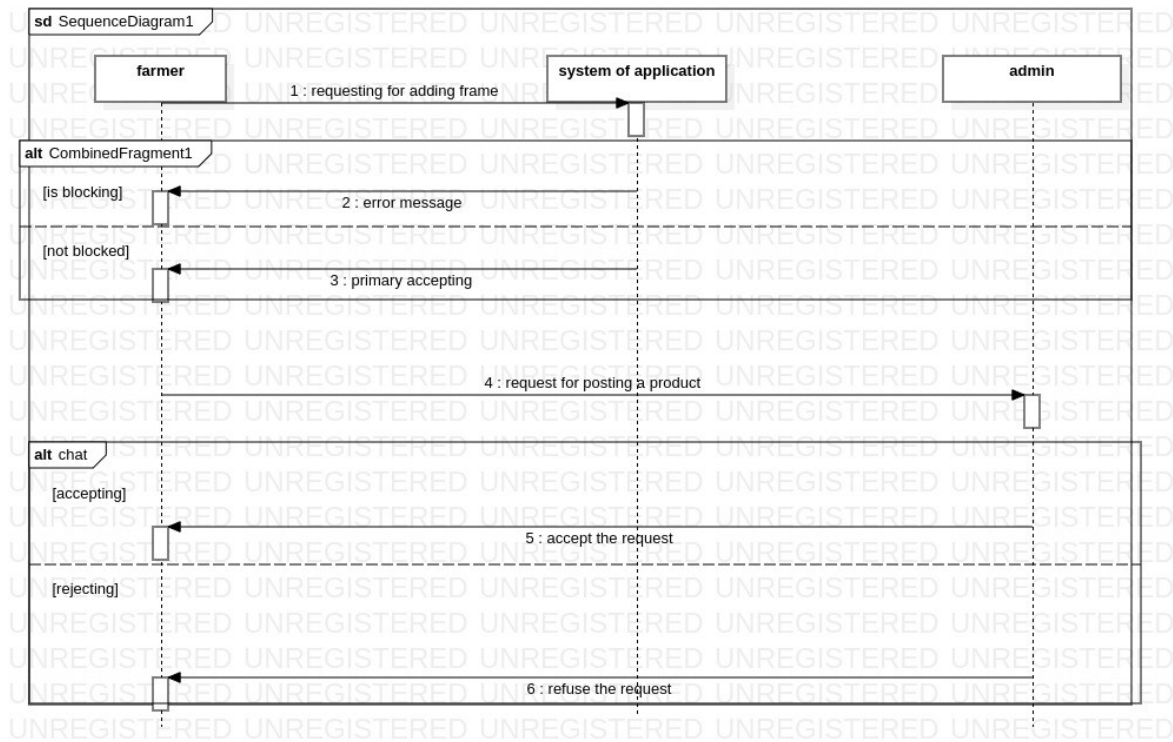 sd SequenceDiagram1
farmer
system of application
admin
1 : requesting for adding frame
alt CombinedFragment1
[is blocking]
2 : error message
[not blocked]
3 : primary accepting
4 : request for posting a product
alt chat
[accepting]
5 : accept the request
[rejecting]
6 : refuse the request
UNREGISTERED